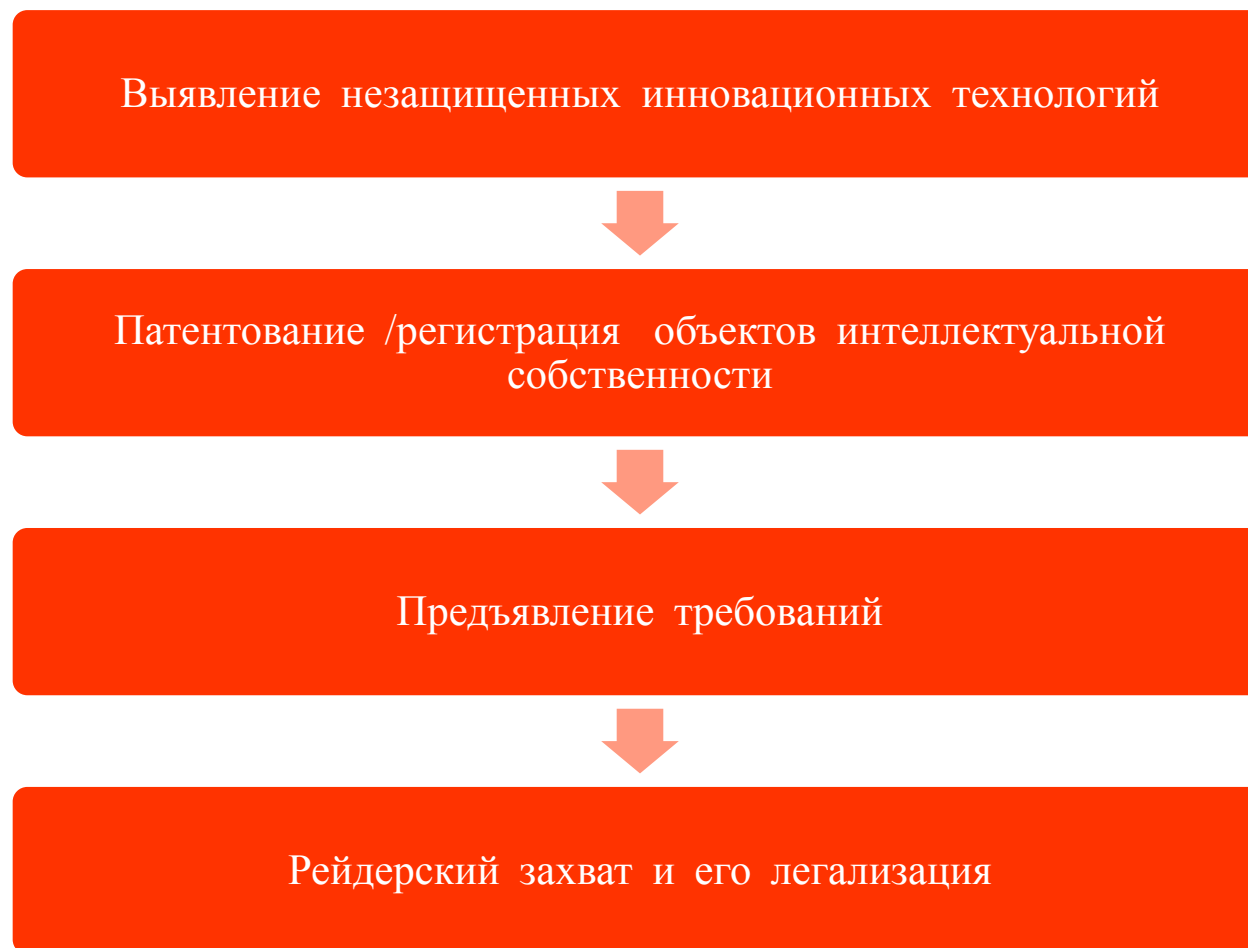 Выявление незащищенных инновационных технологий
Патентование /регистрация объектов интеллектуальной
собственности
Предъявление требований
Рейдерский захват и его легализация